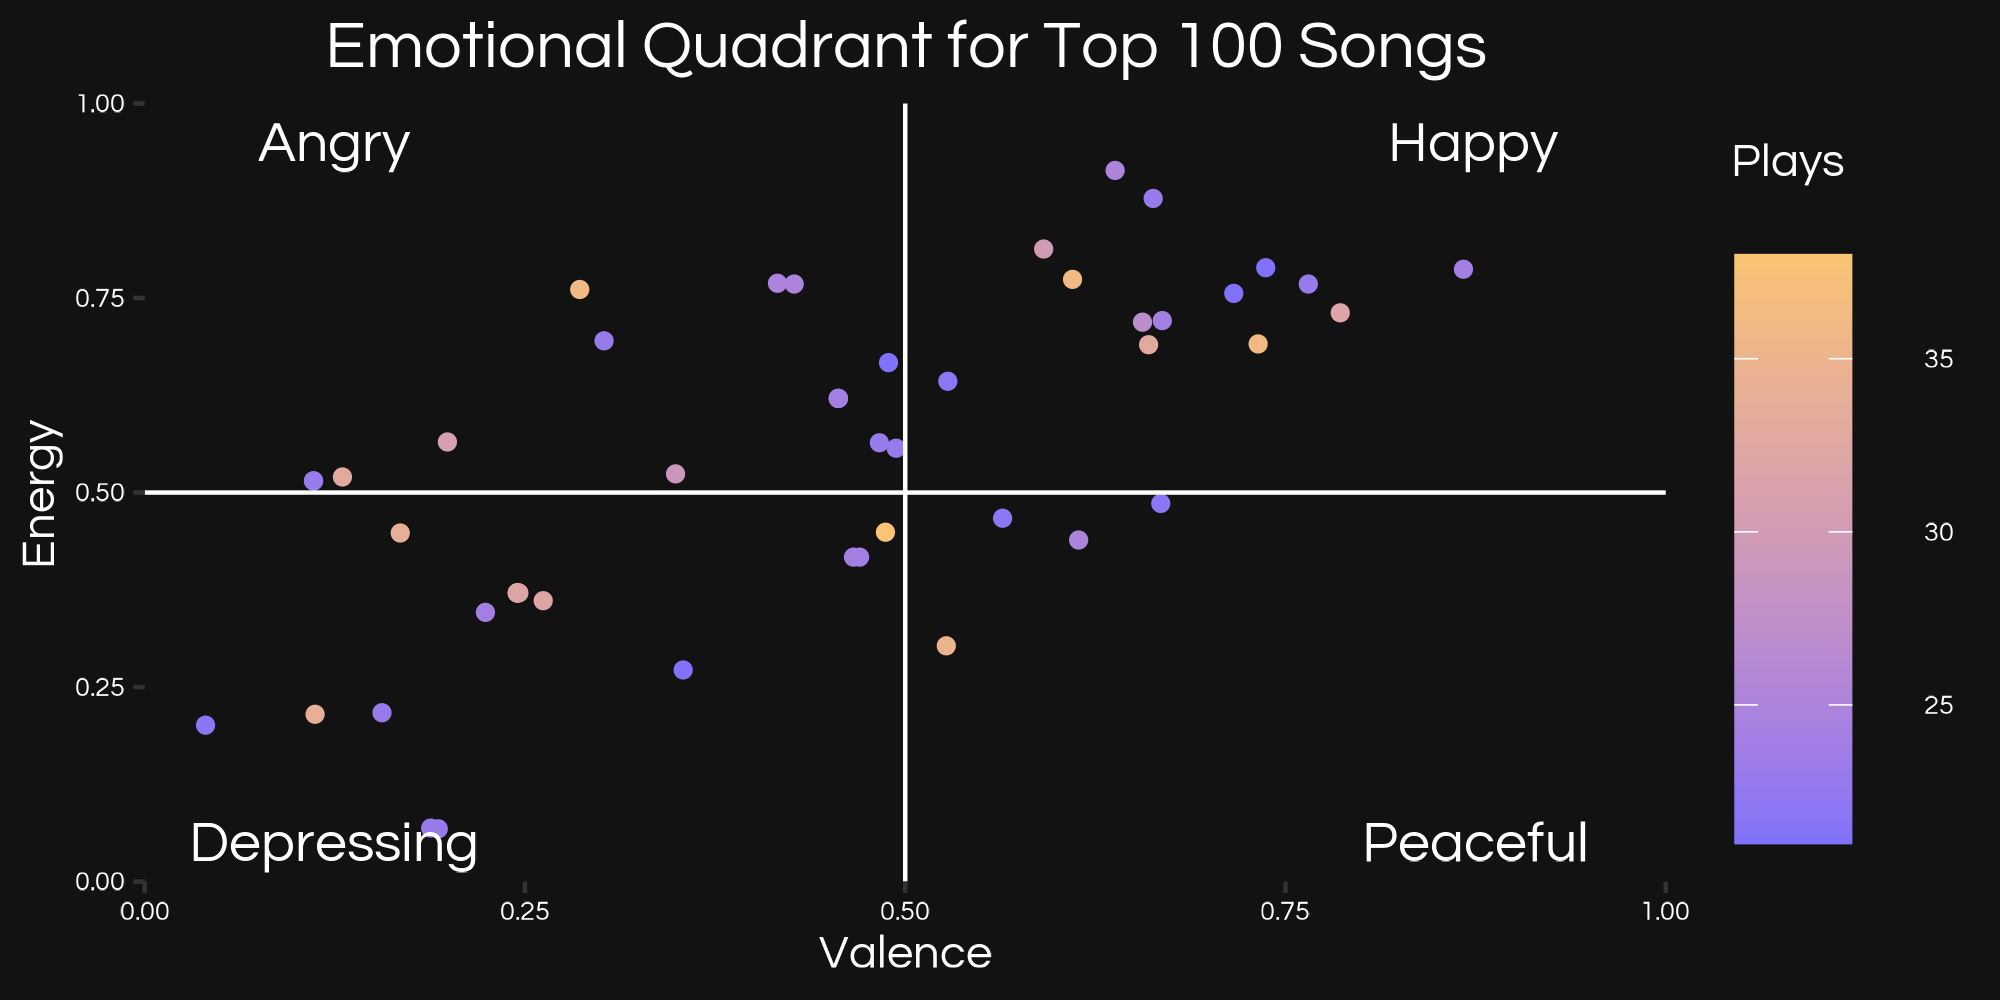 Emotional Quadrant for Top 100 Songs
1.00
Angry
Happy
Plays
0.75
35
Energy
0.50
30
0.25
25
Depressing
Peaceful
0.00
0.00
0.25
0.50
0.75
1.00
Valence